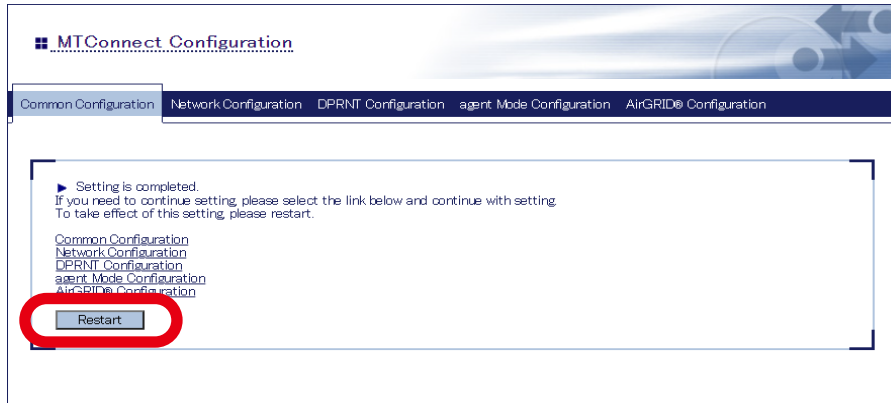 MTConnect Configuration
Common Configuration Network Configuration DPRNT Configuration agent Mode Configuration AirGRID® Configuration
Setting is completed.
If you need to continue setting, please select the link below and continue with setting.
To take effect of this setting, please restart.
Common Configuration
Network Configuration
DPRNT Configuration
agent Mode Configuration
AirGRID® Configuration
Restart